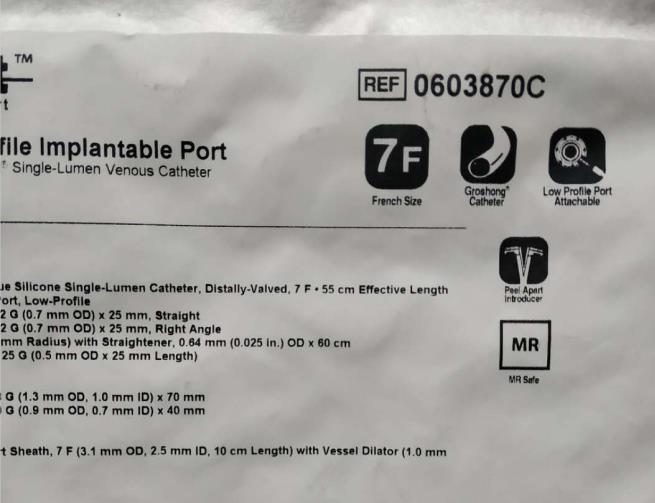 TM
REF 0603870C
t
file Implantable Port
® Single-Lumen Venous Catheter
7F
French Size
Groshong®
Catheter
Low Profile Port
Attachable
ue Silicone Single-Lumen Catheter, Distally-Valved, 7 F • 55 cm Effective Length
ort, Low-Profile
2 G (0.7 mm OD) x 25 mm, Straight
2 G (0.7 mm OD) x 25 mm, Right Angle
mm Radius) with Straightener, 0.64 mm (0.025 in.) OD x 60 cm
25 G (0.5 mm OD x 25 mm Length)
Peel Apart
Introducer
MR
MR Safe
G (1.3 mm OD, 1.0 mm ID) x 70 mm
G (0.9 mm OD, 0.7 mm ID) x 40 mm
t Sheath, 7 F (3.1 mm OD, 2.5 mm ID, 10 cm Length) with Vessel Dilator (1.0 mm